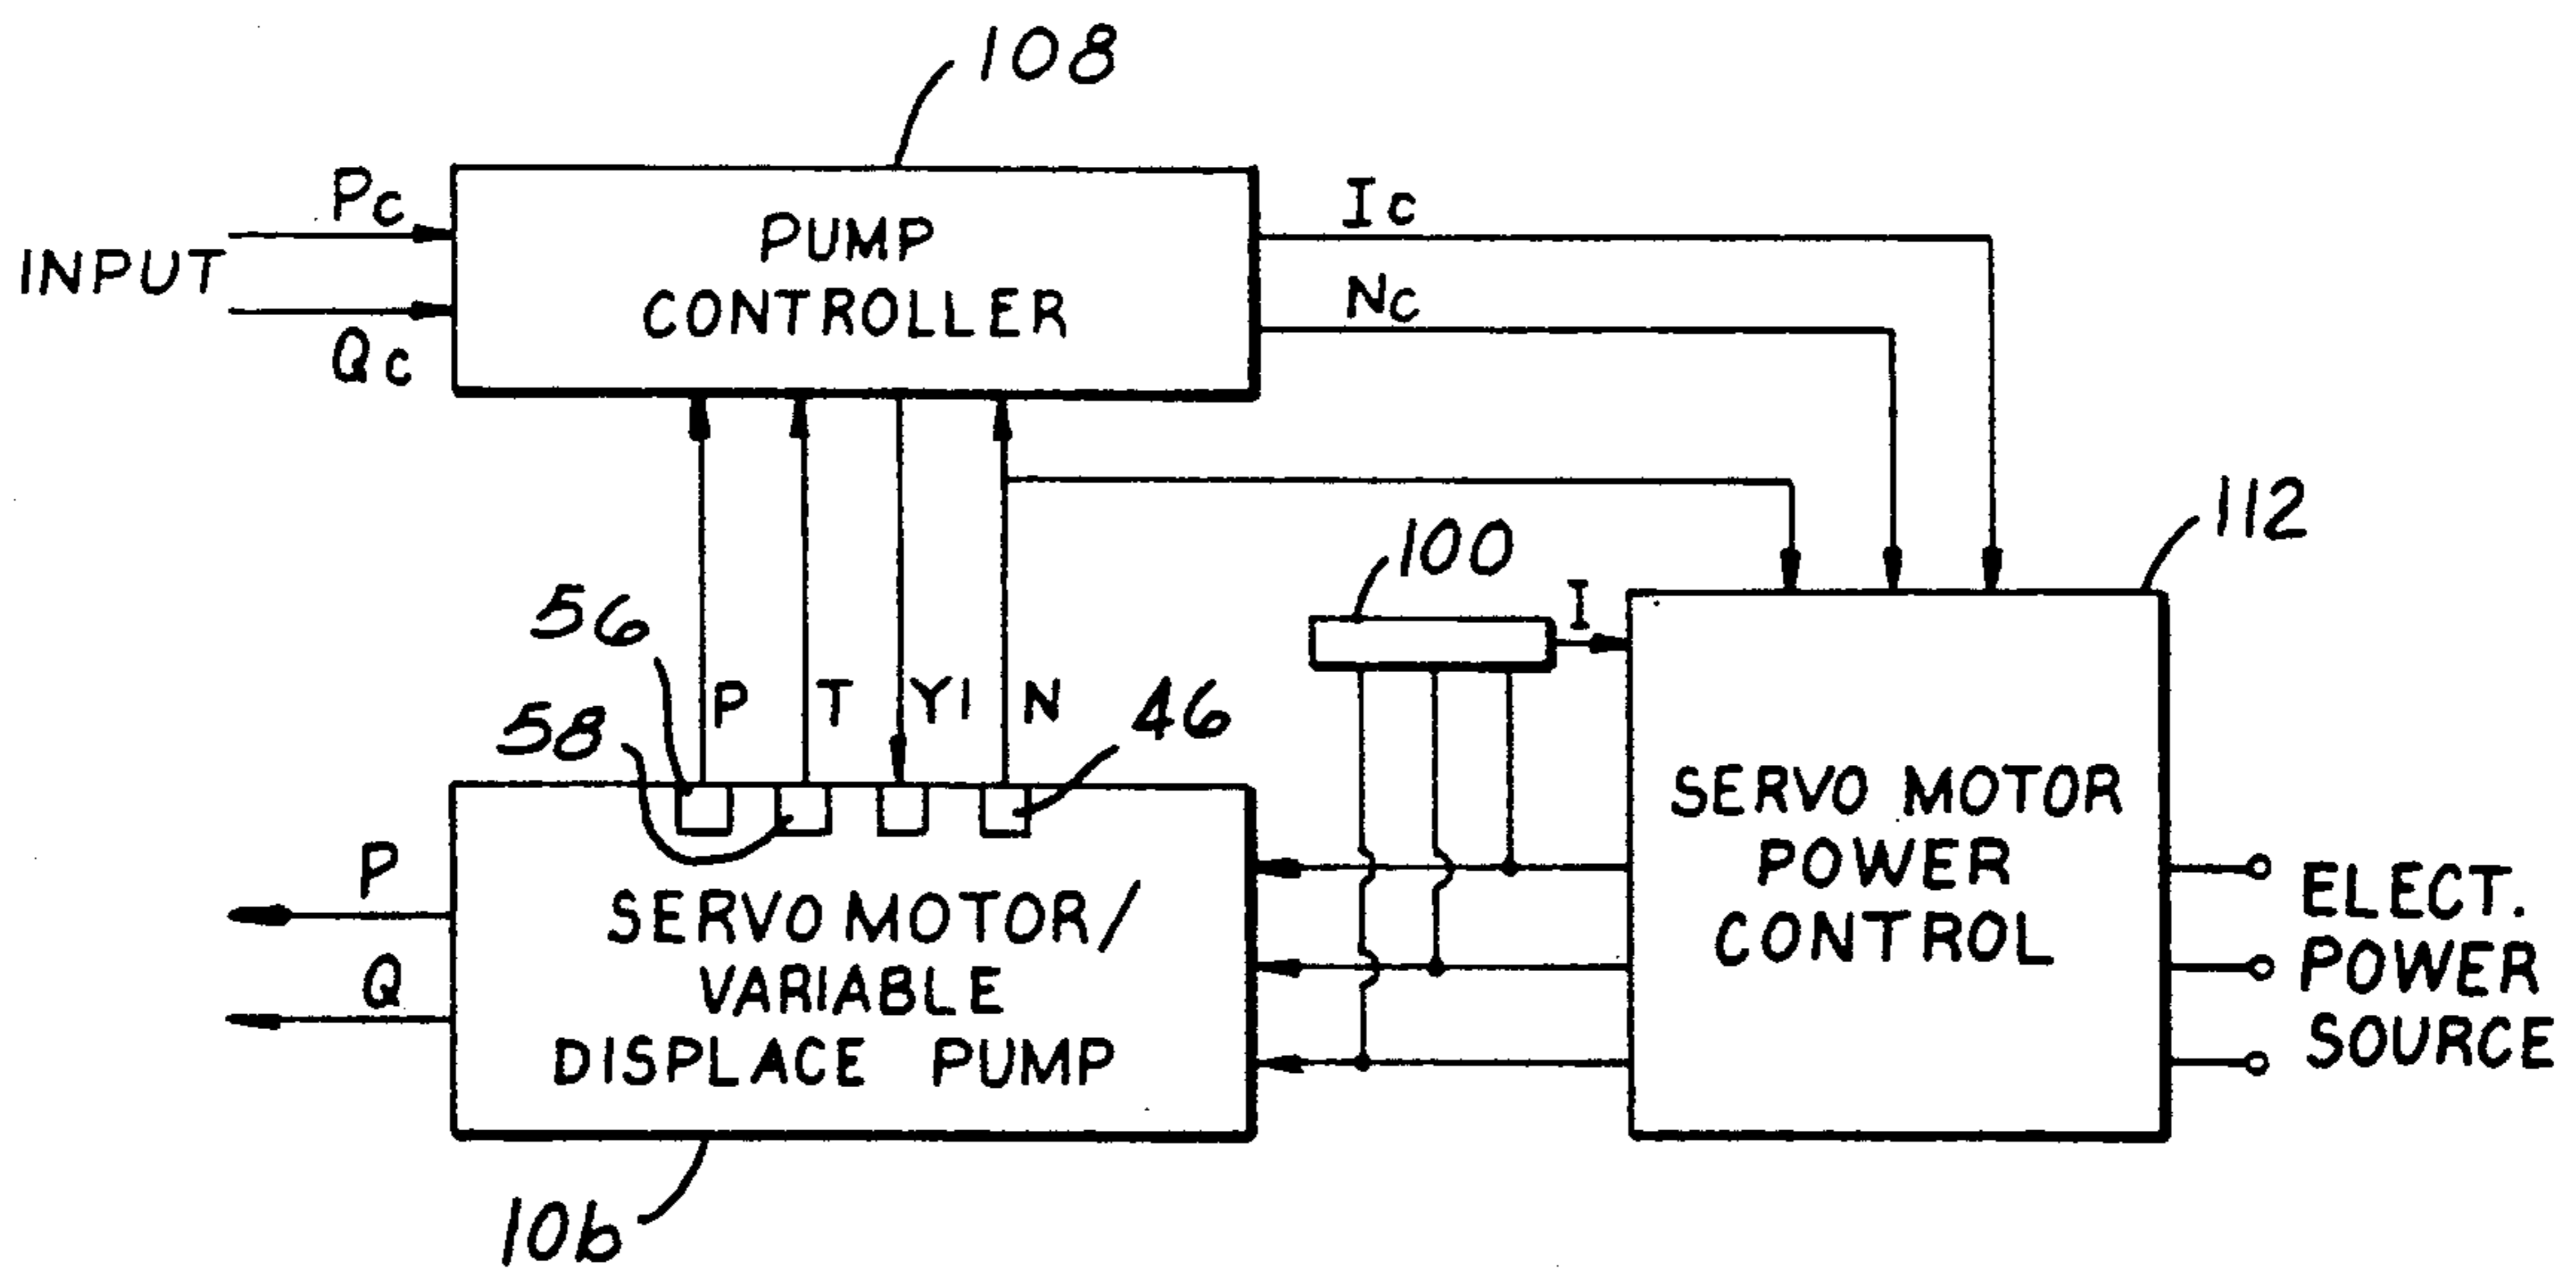 108
Pc
INPUT
Qc
PUMP
CONTROLLER
Ic
Nc
112
100
I
56
58
P
T
Y1
N
46
P
Q
SERVO MOTOR/
VARIABLE
DISPLACE PUMP
SERVO MOTOR
POWER
CONTROL
ELECT.
POWER
SOURCE
10b